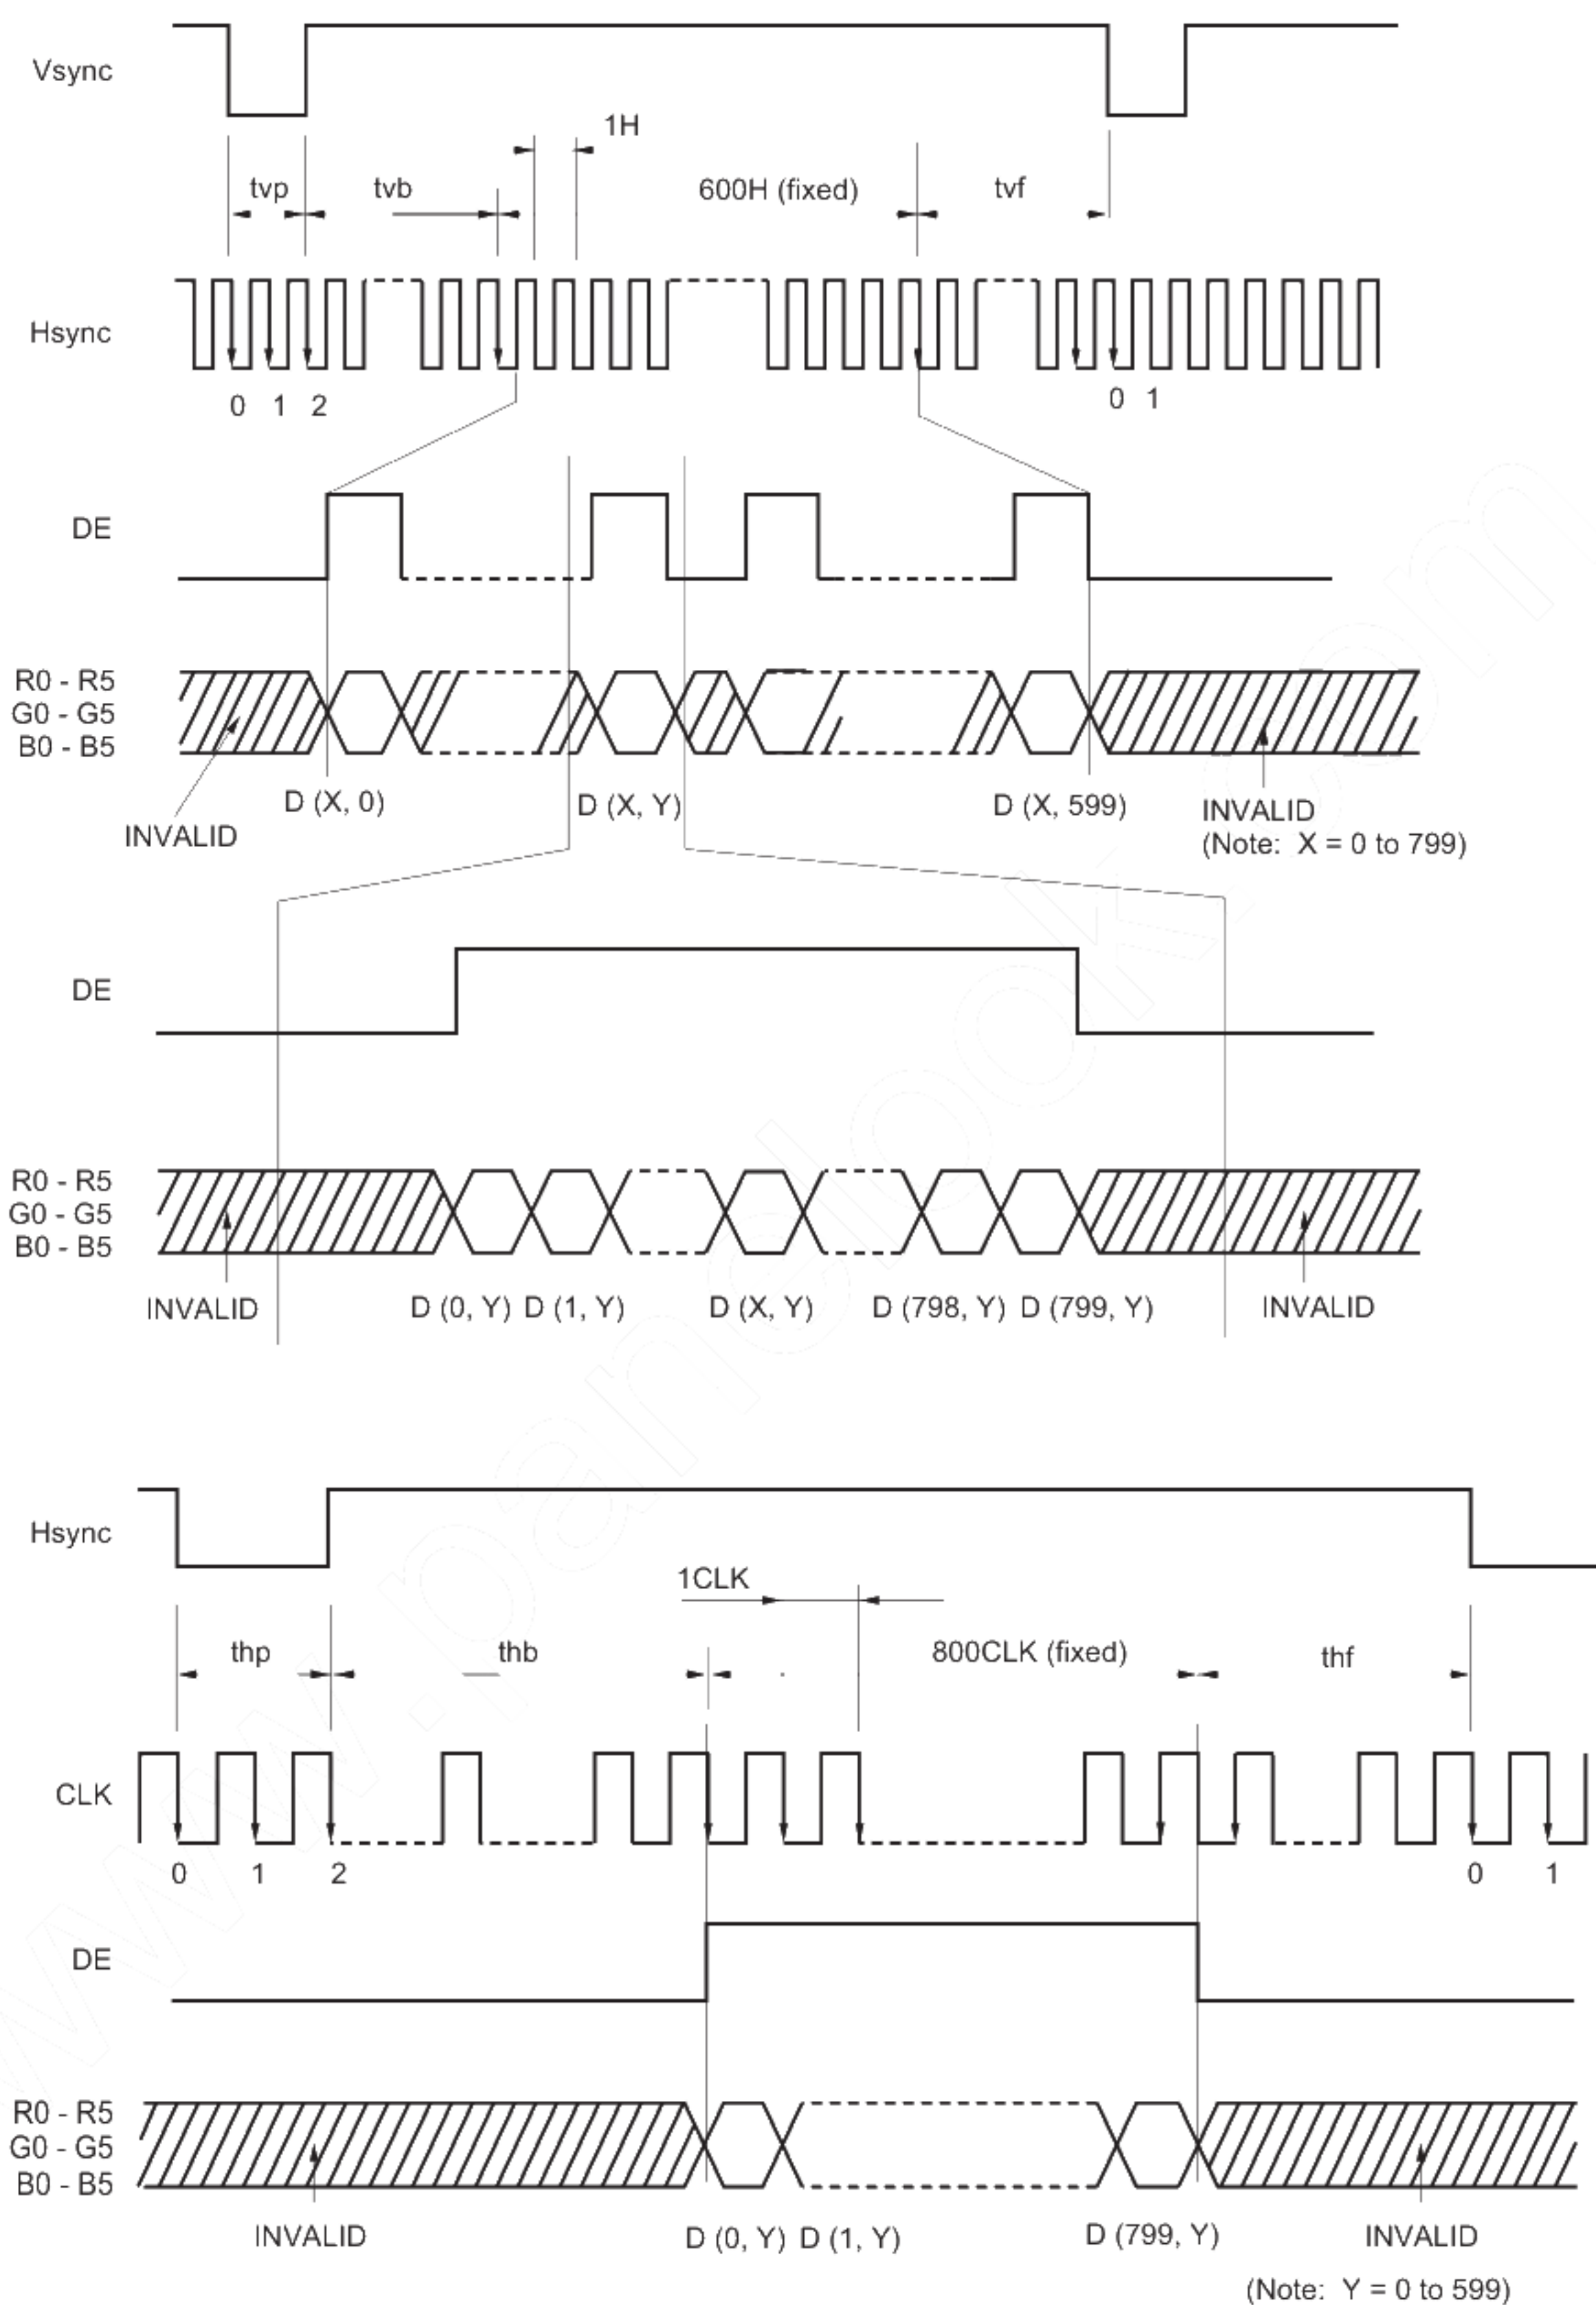 Vsync
1H
tvp tvb 600H (fixed) tvf
Hsync
0 1 2 0 1
DE
R0 - R5
G0 - G5
B0 - B5
D (X, 0) D (X, Y) D (X, 599) INVALID
INVALID (Note: X = 0 to 799)
DE
R0 - R5
G0 - G5
B0 - B5
INVALID D (0, Y) D (1, Y) D (X, Y) D (798, Y) D (799, Y) INVALID
Hsync
1CLK
thp thb 800CLK (fixed) thf
CLK
0 1 2 0 1
DE
R0 - R5
G0 - G5
B0 - B5
INVALID D (0, Y) D (1, Y) D (799, Y) INVALID
(Note: Y = 0 to 599)
www.panelook.com